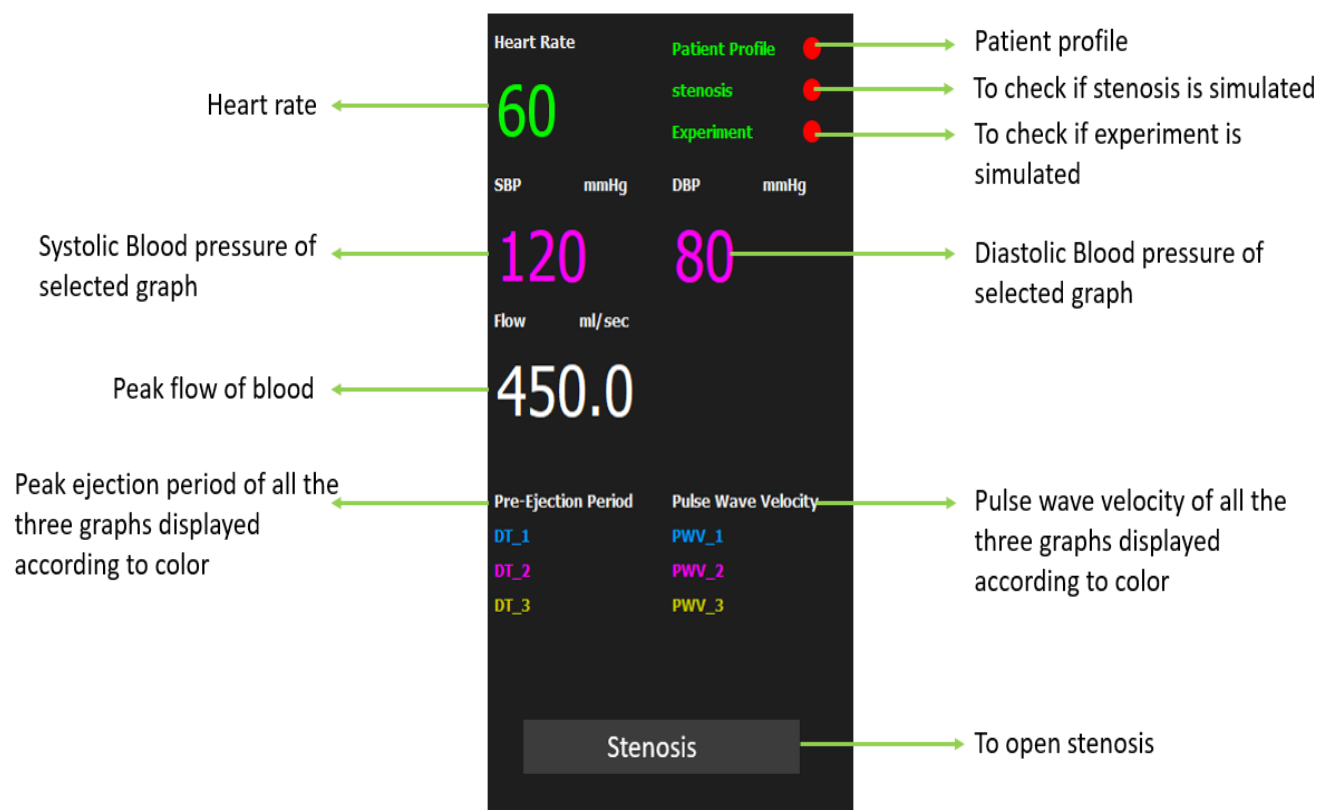 Heart Rate
Patient Profile
Patient profile
stenosis
To check if stenosis is simulated
Heart rate
60
Experiment
To check if experiment is
simulated
SBP mmHg DBP mmHg
Systolic Blood pressure of
selected graph
120
80
Diastolic Blood pressure of
selected graph
Flow ml/sec
Peak flow of blood
450.0
Peak ejection period of all the
three graphs displayed
according to color
Pre-Ejection Period Pulse Wave Velocity
DT_1 PWV_1
DT_2 PWV_2
DT_3 PWV_3
Pulse wave velocity of all the
three graphs displayed
according to color
Stenosis
To open stenosis